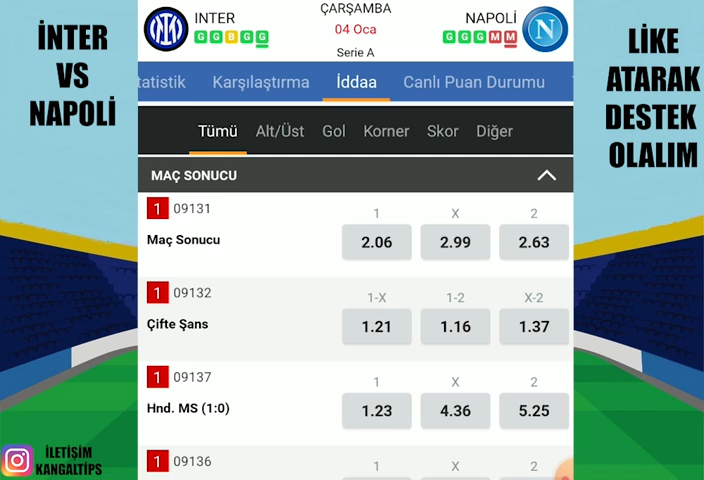 İNTER
VS
NAPOLİ
INTER
G G B G G
ÇARŞAMBA
04 Oca
Serie A
NAPOLİ
G G G M M
tatistik Karşılaştırma İddaa Canlı Puan Durumu
Tümü Alt/Üst Gol Korner Skor Diğer
MAÇ SONUCU
1 09131
Maç Sonucu
1 X 2
2.06 2.99 2.63
1 09132
Çifte Şans
1-X 1-2 X-2
1.21 1.16 1.37
1 09137
Hnd. MS (1:0)
1 X 2
1.23 4.36 5.25
1 09136
1 X 2
LİKE
ATARAK
DESTEK
OLALIM
İLETİŞİM
KANGALTİPS